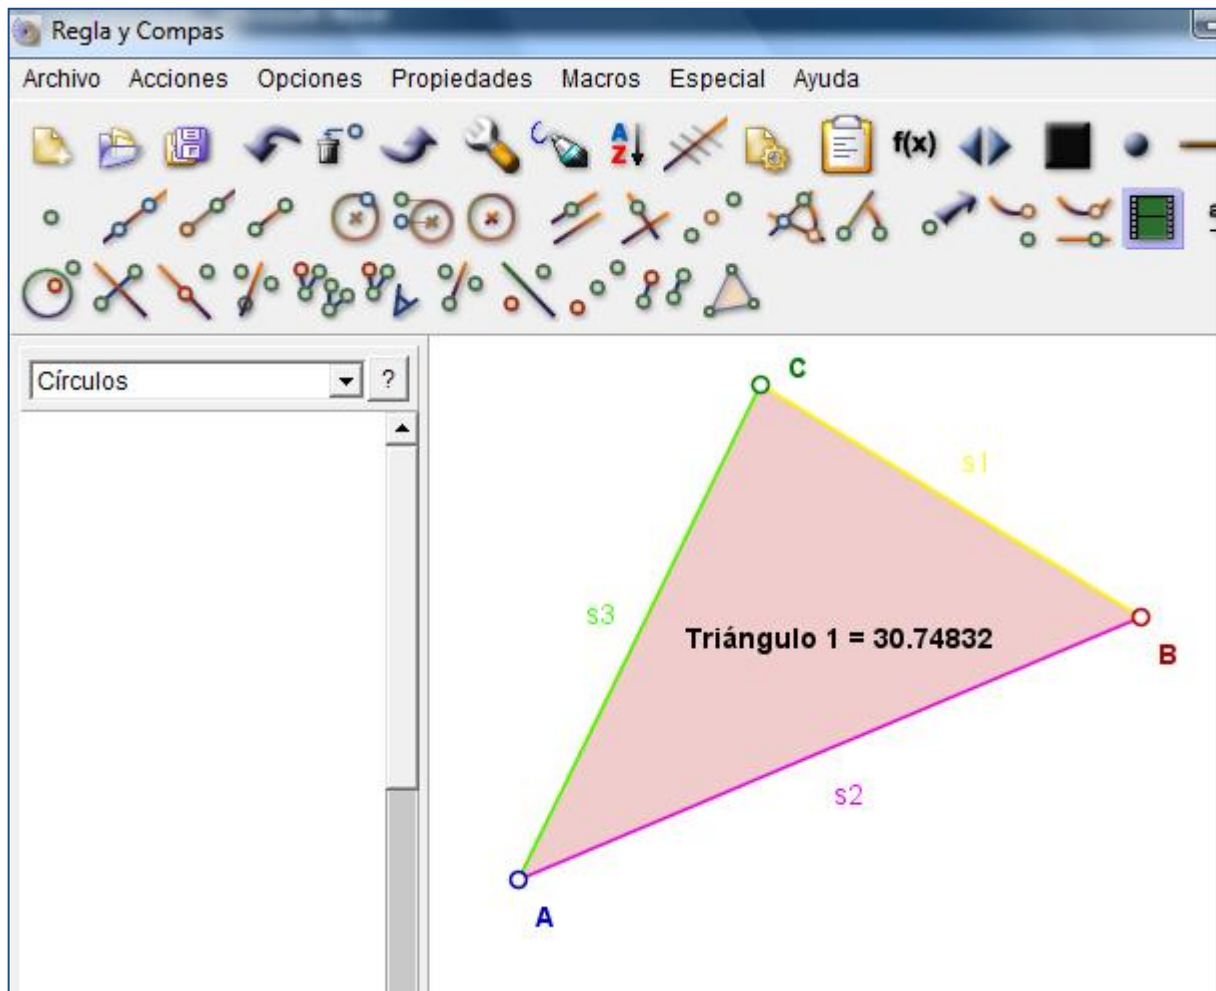 Regla y Compas
Archivo Acciones Opciones Propiedades Macros Especial Ayuda
A
Z
f(x)
a
Círculos
?
C
s1
s3
Triángulo 1 = 30.74832
B
s2
A